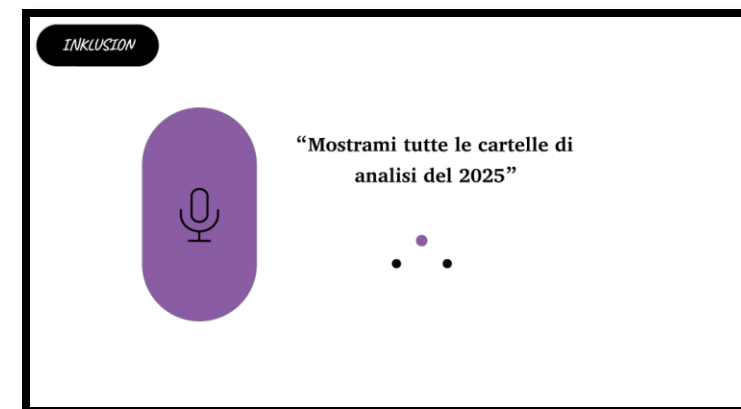 INKLUSION
“Mostrami tutte le cartelle di
analisi del 2025”